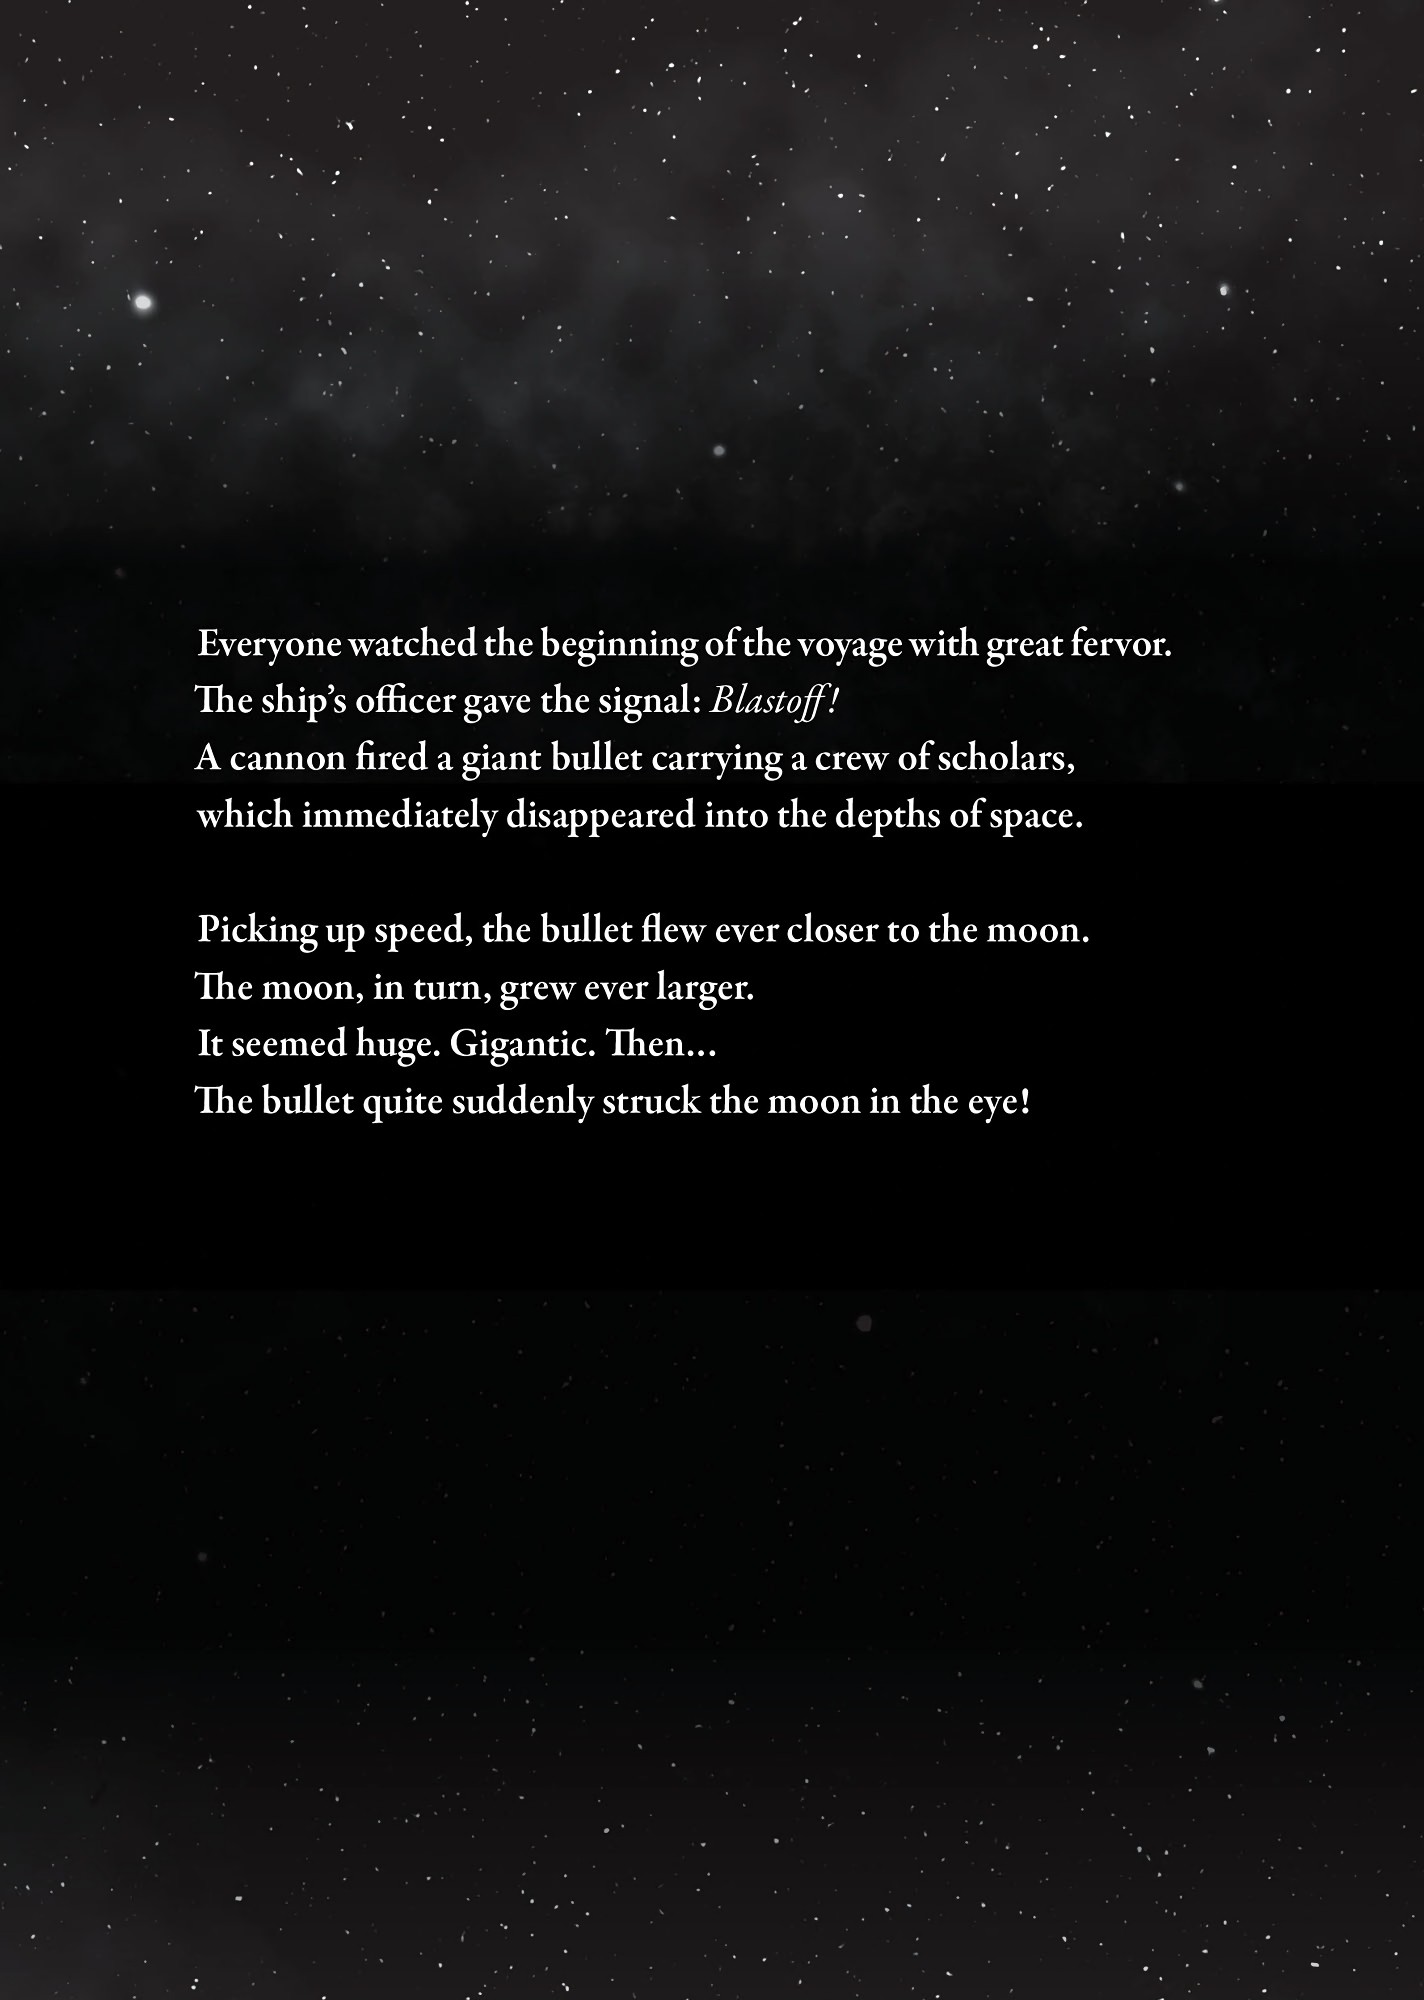 Everyone watched the beginning of the voyage with great fervor.
The ship’s officer gave the signal: Blastoff!
A cannon fired a giant bullet carrying a crew of scholars,
which immediately disappeared into the depths of space.
Picking up speed, the bullet flew ever closer to the moon.
The moon, in turn, grew ever larger.
It seemed huge. Gigantic. Then...
The bullet quite suddenly struck the moon in the eye!